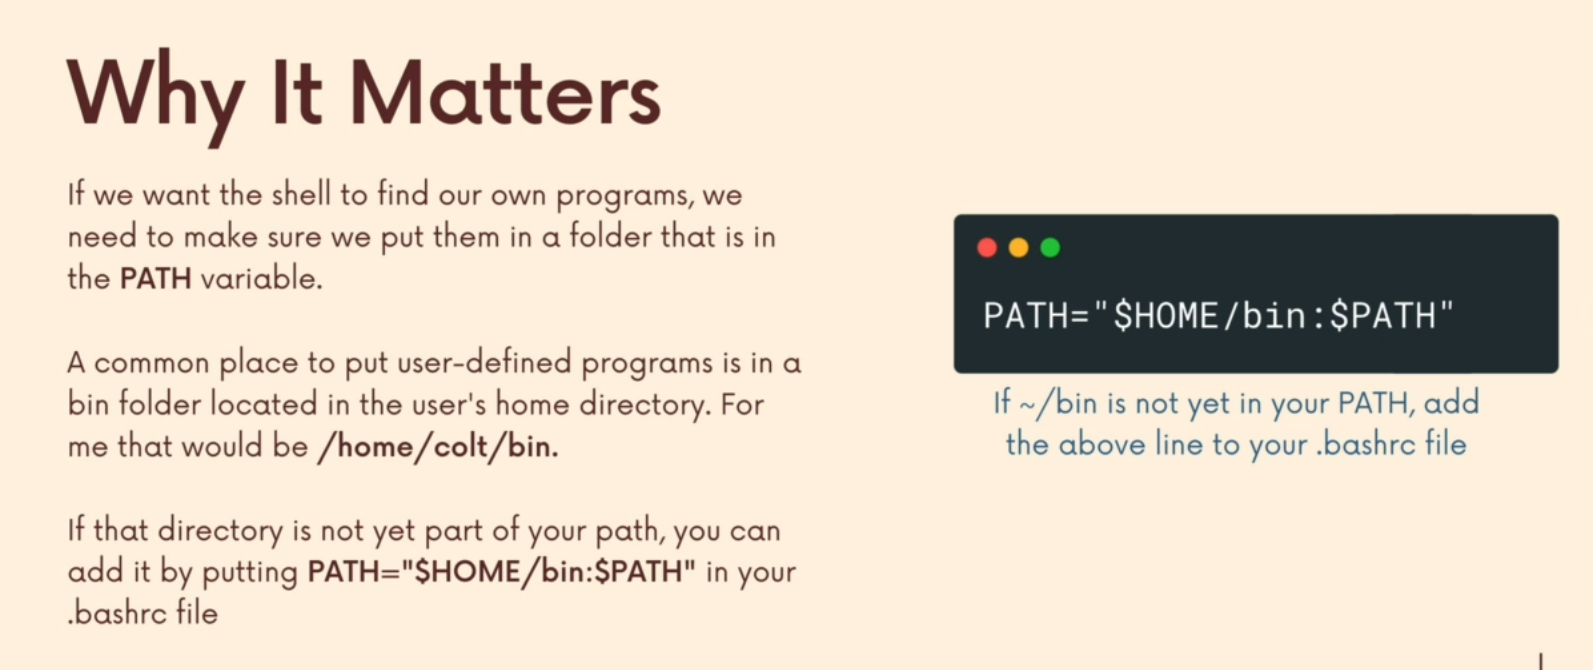 Why It Matters
If we want the shell to find our own programs, we
need to make sure we put them in a folder that is in
the PATH variable.
A common place to put user-defined programs is in a
bin folder located in the user's home directory. For
me that would be /home/colt/bin.
If that directory is not yet part of your path, you can
add it by putting PATH="$HOME/bin:$PATH" in your
.bashrc file
PATH="$HOME/bin:$PATH"
If ~/bin is not yet in your PATH, add
the above line to your .bashrc file